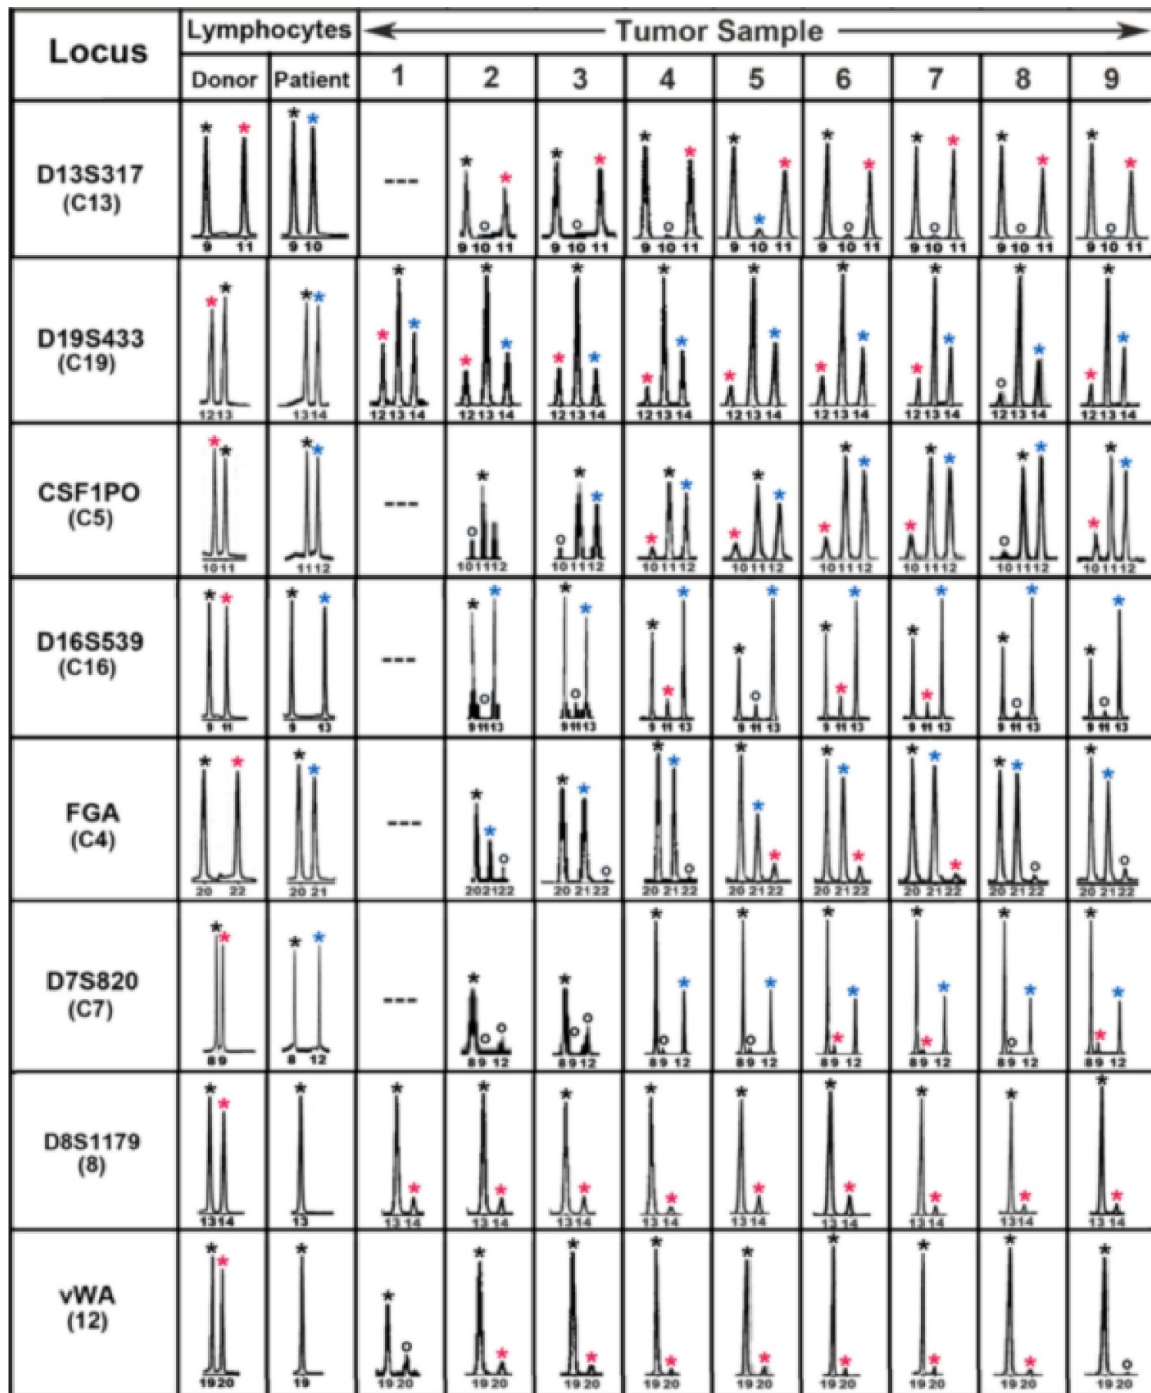 Locus Lymphocytes Tumor Sample
Donor Patient 1 2 3 4 5 6 7 8 9
D13S317
(C13)
---
9 11 9 10 9 10 11 9 10 11 9 10 11 9 10 11 9 10 11 9 10 11 9 10 11 9 10 11
D19S433
(C19)
12 13 13 14 12 13 14 12 13 14 12 13 14 12 13 14 12 13 14 12 13 14 12 13 14 12 13 14 12 13 14
CSF1PO
(C5)
---
10 11 11 12 10 11 12 10 11 12 10 11 12 10 11 12 10 11 12 10 11 12 10 11 12 10 11 12
D16S539
(C16)
---
9 11 9 13 9 11 13 9 11 13 9 11 13 9 11 13 9 11 13 9 11 13 9 11 13 9 11 13
FGA
(C4)
---
20 22 20 21 20 21 22 20 21 22 20 21 22 20 21 22 20 21 22 20 21 22 20 21 22 20 21 22
D7S820
(C7)
---
8 9 8 12 8 9 12 8 9 12 8 9 12 8 9 12 8 9 12 8 9 12 8 9 12 8 9 12
D8S1179
(8)
13 14 13 13 14 13 14 13 14 13 14 13 14 13 14 13 14 13 14 13 14
vWA
(12)
19 20 19 19 20 19 20 19 20 19 20 19 20 19 20 19 20 19 20 19 20